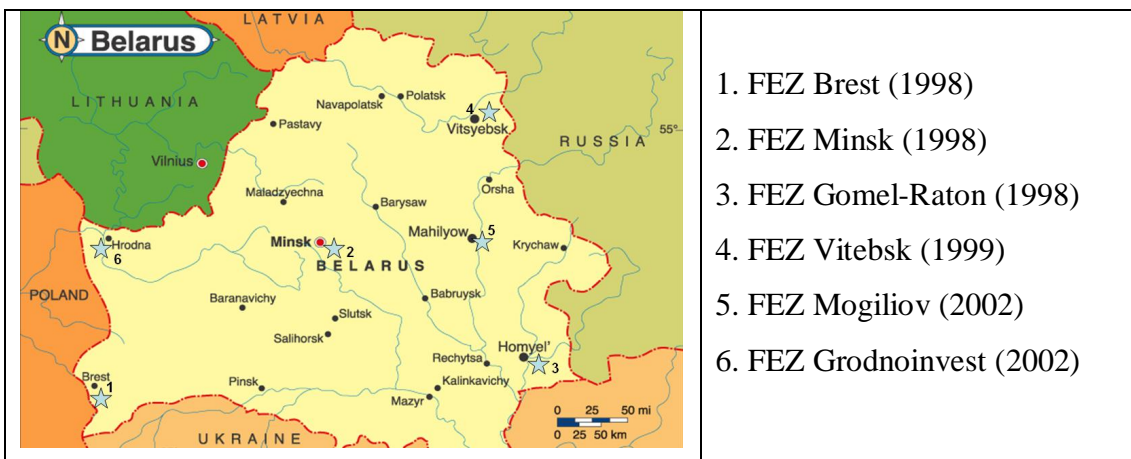 LATVIA
N Belarus
LITHUANIA
Navapolatsk
Polatsk
4
Vitsyebsk
Pastavy
55°
RUSSIA
Vilnius
Maladzyechna
Orsha
Barysaw
Hrodna
6
Minsk
2
Mahilyow
5
Krychaw
BELARUS
POLAND
Baranavichy
Babruysk
Slutsk
Salihorsk
Homyel'
Rechytsa
3
Brest
1
Pinsk
Kalinkavichy
Mazyr
UKRAINE
0 25 50 mi
0 25 50 km
1. FEZ Brest (1998)
2. FEZ Minsk (1998)
3. FEZ Gomel-Raton (1998)
4. FEZ Vitebsk (1999)
5. FEZ Mogiliov (2002)
6. FEZ Grodnoinvest (2002)